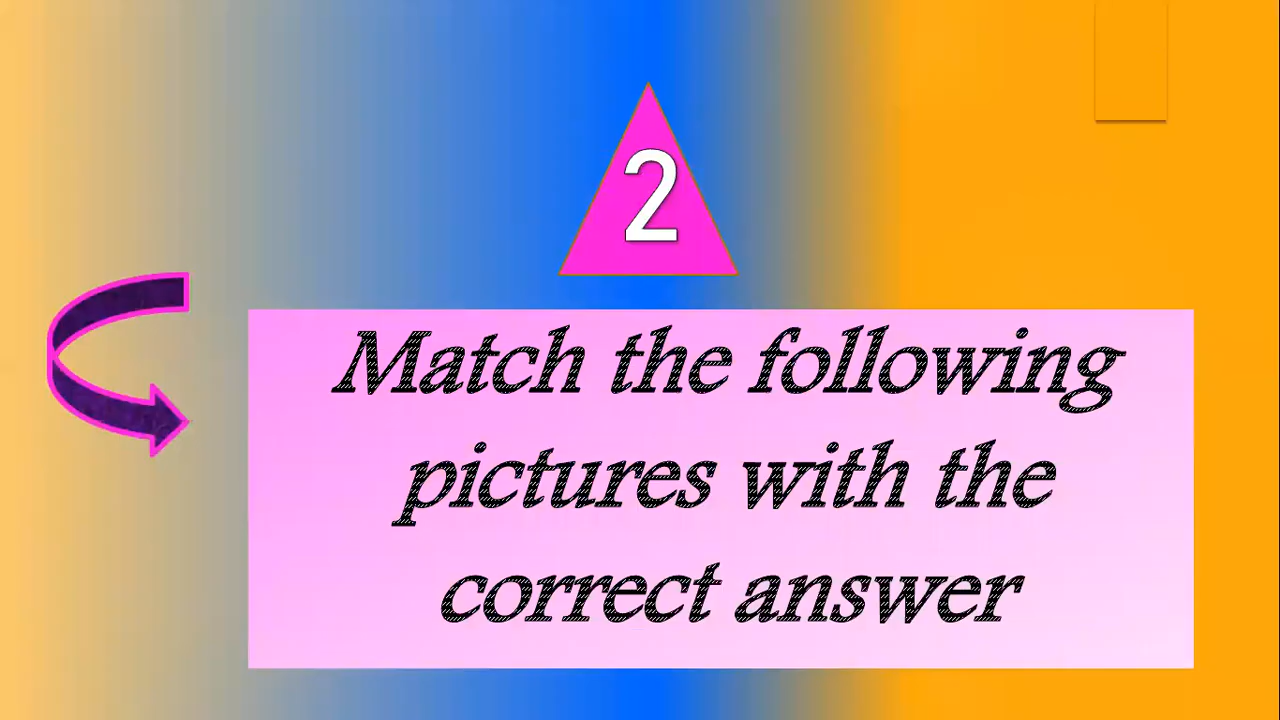 2
Match the following
pictures with the
correct answer